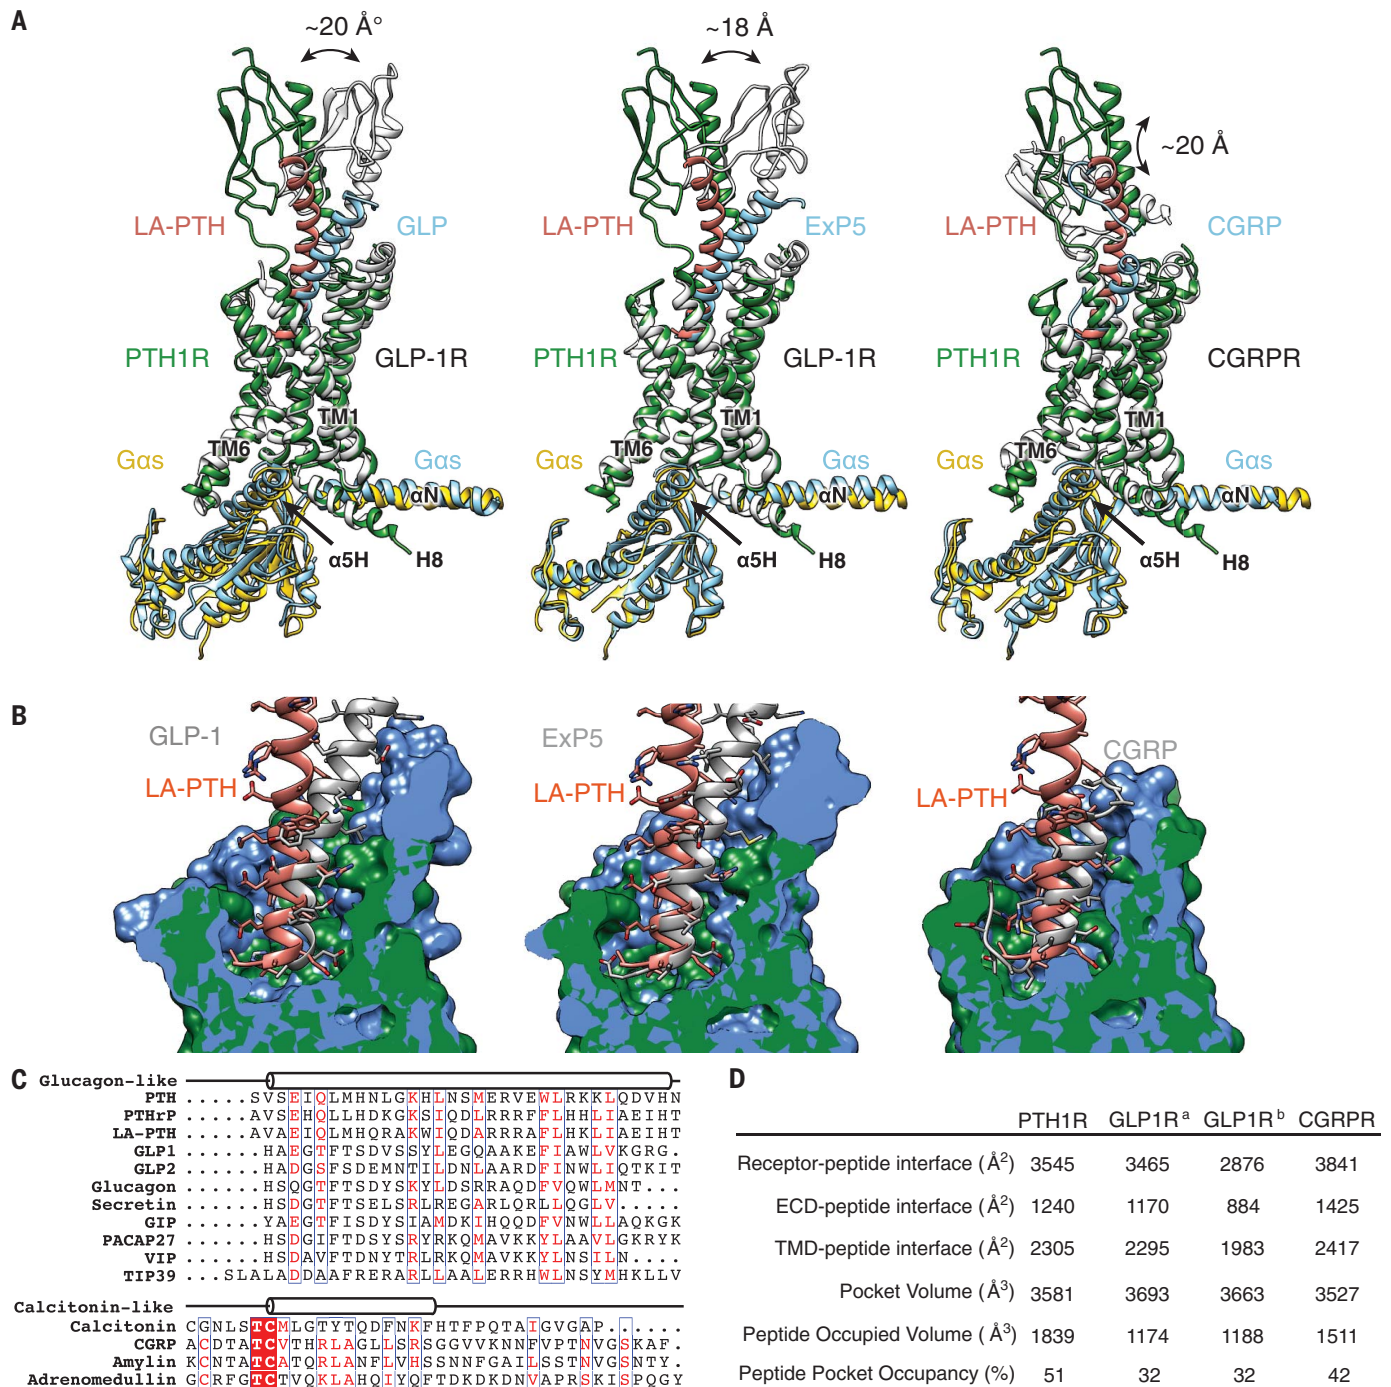 A
~20 Å°
~18 Å
~20 Å
LA-PTH
GLP
LA-PTH
ExP5
LA-PTH
CGRP
PTH1R
GLP-1R
PTH1R
GLP-1R
PTH1R
CGRPR
TM1
TM6
TM1
TM6
TM1
TM6
Gαs
Gαs
Gαs
Gαs
Gαs
Gαs
αN
αN
αN
α5H
H8
α5H
H8
α5H
H8
B
GLP-1
LA-PTH
ExP5
LA-PTH
CGRP
LA-PTH
C
Glucagon-like
PTH .....SVSEIQLMHNLGKHLNSMERVEWLRKKLQDVHN
PTHrP .....AVSEHQLLHDKGKSIQDLRRRFFLHHLIAEIHT
LA-PTH .....AVAEIQLMHQRAKWIQDARRRAFLHKLIAEIHT
GLP1 ......HAEGTFTSDVSSYLEGQAAKEFIAWLVKGRG.
GLP2 ......HADGSFSDEMNTILDNLAARDFINWLIQTKIT
Glucagon ......HSQGTFTSDYSKYLDSRRAQDFVQWLMNT....
Secretin ......HSDGTFTSELSRLREGARLQRLLQGLV.....
GIP ......YAEGTFISDYSIAMDKIHQQDFVNWLLAQKGK
PACAP27 ......HSDGIFTDSYSRYRKQMAVKKYLAAVLGKRYK
VIP ......HSDAVFTDNYTRLRKQMAVKKYLNSILN....
TIP39 ...SLALADDAAFRERARLLAALERRHWLNSYMHKLLV
Calcitonin-like
Calcitonin CGNLSTCMLGTYTQDFNKFHTFPQTAIGVGAP......
CGRP ACDTATCVTHRLAGLLSRSGGVVKNNFVPTNVGSKAF.
Amylin KCNTATCATQRLANFLVHSSNNFGAILSSTNVGSNTY.
Adrenomedullin GCRFGTCTVQKLAHQIYQFTDKDKDNVAPRSKISPQGY
D
PTH1R GLP1R a GLP1R b CGRPR
Receptor-peptide interface (Å2) 3545 3465 2876 3841
ECD-peptide interface (Å2) 1240 1170 884 1425
TMD-peptide interface (Å2) 2305 2295 1983 2417
Pocket Volume (Å3) 3581 3693 3663 3527
Peptide Occupied Volume (Å3) 1839 1174 1188 1511
Peptide Pocket Occupancy (%) 51 32 32 42